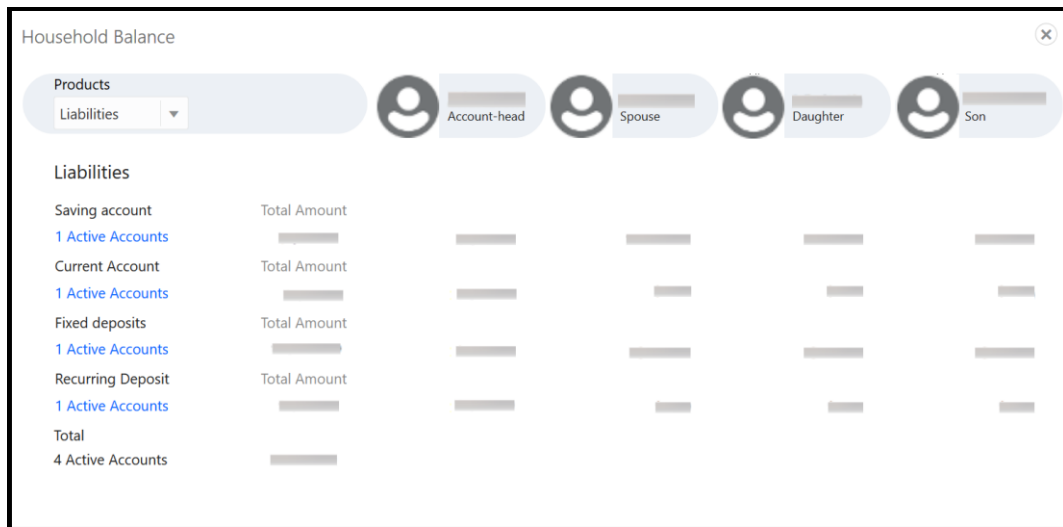 Household Balance
Products
Liabilities
Account-head
Spouse
Daughter
Son
Liabilities
Saving account Total Amount
1 Active Accounts
Current Account Total Amount
1 Active Accounts
Fixed deposits Total Amount
1 Active Accounts
Recurring Deposit Total Amount
1 Active Accounts
Total
4 Active Accounts